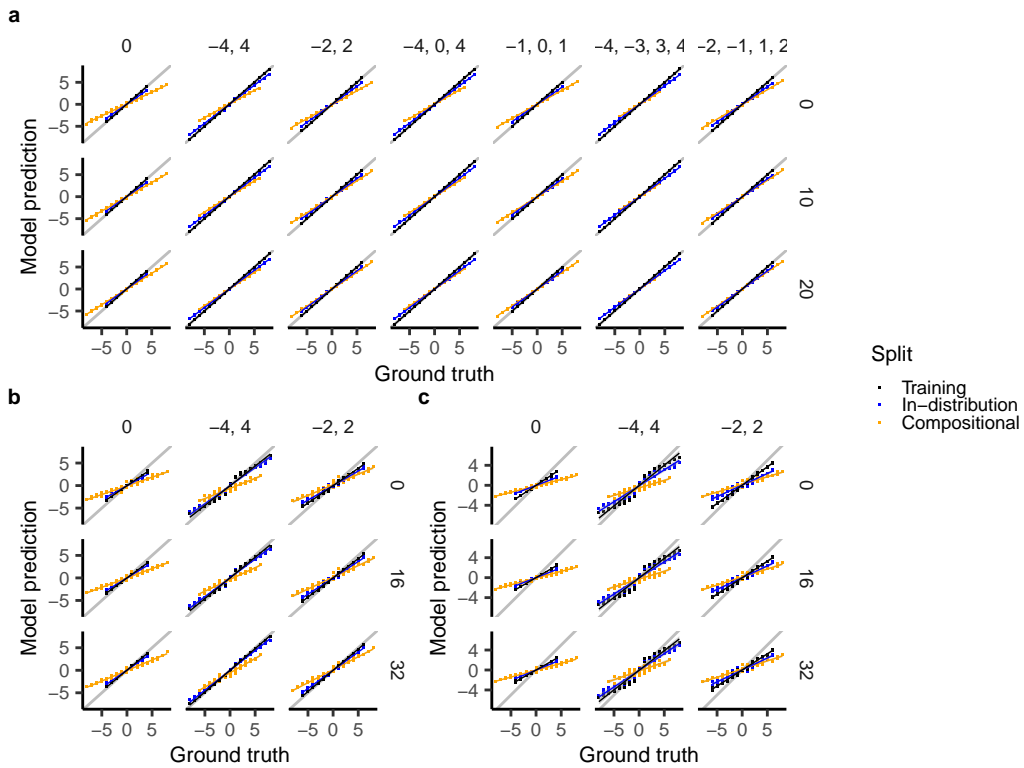 a
0 −4, 4 −2, 2 −4, 0, 4 −1, 0, 1 −4, −3, 3, 4 −2, −1, 1, 2
5
0
−5
0
5
0
−5
10
5
0
−5
20
−5 0 5 −5 0 5 −5 0 5 −5 0 5 −5 0 5 −5 0 5 −5 0 5
Model prediction
Ground truth
Split
Training
In−distribution
Compositional
b
0 −4, 4 −2, 2
5
0
−5
0
5
0
−5
16
5
0
−5
32
−5 0 5 −5 0 5 −5 0 5
Model prediction
Ground truth
c
0 −4, 4 −2, 2
4
0
−4
0
4
0
−4
16
4
0
−4
32
−5 0 5 −5 0 5 −5 0 5
Model prediction
Ground truth